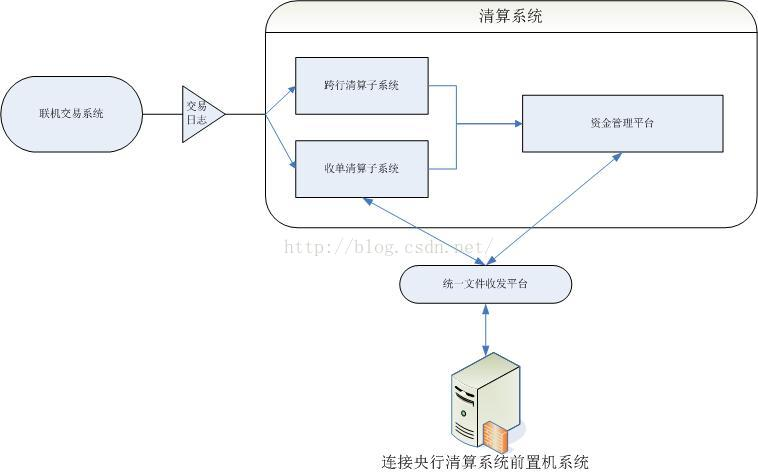 清算系统
跨行清算子系统
联机交易系统
交易
日志
资金管理平台
收单清算子系统
http://blog.csdn.net/
统一文件收发平台
连接央行清算系统前置机系统